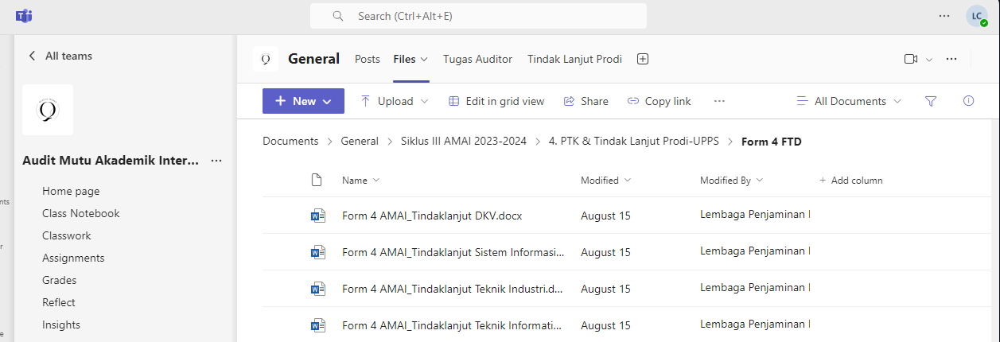 Search (Ctrl+Alt+E)
LC
All teams
Q
Audit Mutu Akademik Inter...
Home page
Class Notebook
Classwork
Assignments
Grades
Reflect
Insights
General Posts Files Tugas Auditor Tindak Lanjut Prodi
New Upload Edit in grid view Share Copy link All Documents
Documents > General > Siklus III AMAI 2023-2024 > 4. PTK & Tindak Lanjut Prodi-UPPS > Form 4 FTD
Name Modified Modified By + Add column
Form 4 AMAI_Tindaklanjut DKV.docx August 15 Lembaga Penjaminan
Form 4 AMAI_Tindaklanjut Sistem Informasi... August 15 Lembaga Penjaminan
Form 4 AMAI_Tindaklanjut Teknik Industri.d... August 15 Lembaga Penjaminan
Form 4 AMAI_Tindaklanjut Teknik Informati... August 15 Lembaga Penjaminan